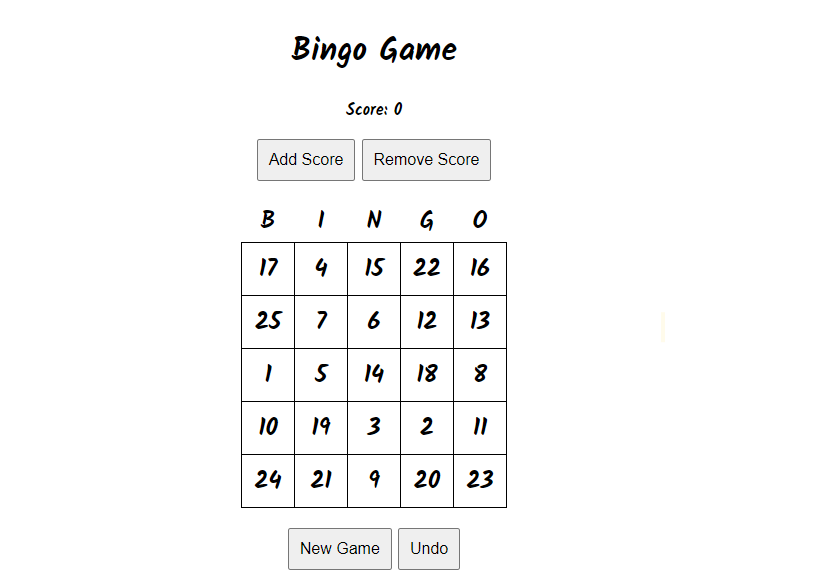 Bingo Game
Score: 0
Add Score Remove Score
B I N G O
17 4 15 22 16
25 7 6 12 13
1 5 14 18 8
10 19 3 2 11
24 21 9 20 23
New Game Undo